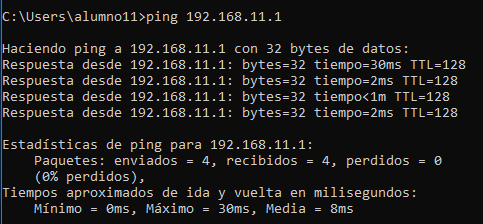 C:\Users\alumno11>ping 192.168.11.1
Haciendo ping a 192.168.11.1 con 32 bytes de datos:
Respuesta desde 192.168.11.1: bytes=32 tiempo=30ms TTL=128
Respuesta desde 192.168.11.1: bytes=32 tiempo=2ms TTL=128
Respuesta desde 192.168.11.1: bytes=32 tiempo<1m TTL=128
Respuesta desde 192.168.11.1: bytes=32 tiempo=2ms TTL=128
Estadísticas de ping para 192.168.11.1:
    Paquetes: enviados = 4, recibidos = 4, perdidos = 0
    (0% perdidos),
Tiempos aproximados de ida y vuelta en milisegundos:
    Mínimo = 0ms, Máximo = 30ms, Media = 8ms